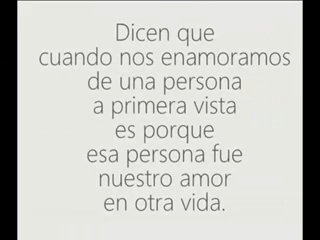 Dicen que
cuando nos enamoramos
de una persona
a primera vista
es porque
esa persona fue
nuestro amor
en otra vida.